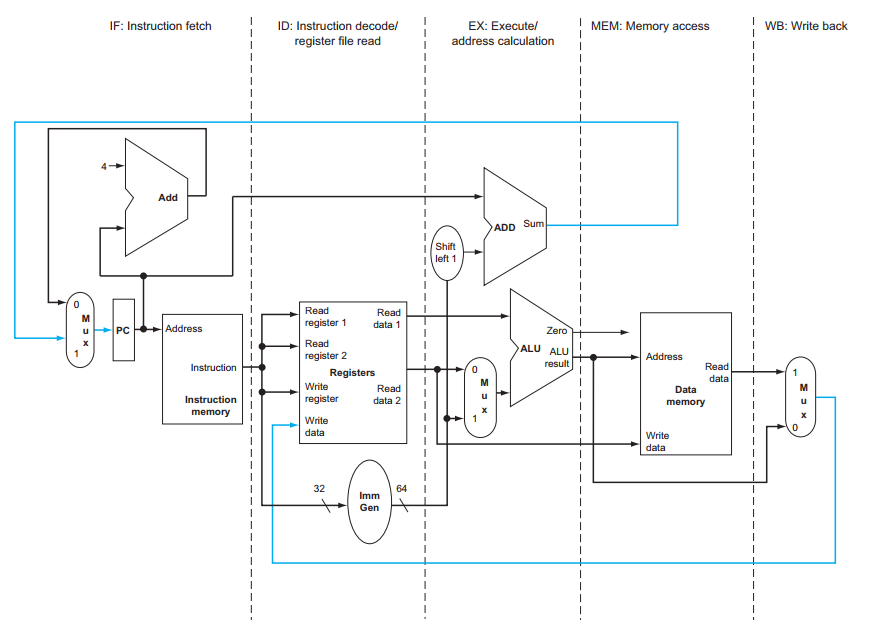 IF: Instruction fetch
ID: Instruction decode/
register file read
EX: Execute/
address calculation
MEM: Memory access
WB: Write back
4
Add
ADD
Sum
Shift
left 1
0
M
u
x
1
PC
Address
Instruction
Instruction
memory
Read
register 1
Read
data 1
Read
register 2
Registers
Write
register
Read
data 2
Write
data
0
M
u
x
1
Zero
ALU
ALU
result
Address
Read
data
Data
memory
Write
data
1
M
u
x
0
32
Imm
Gen
64